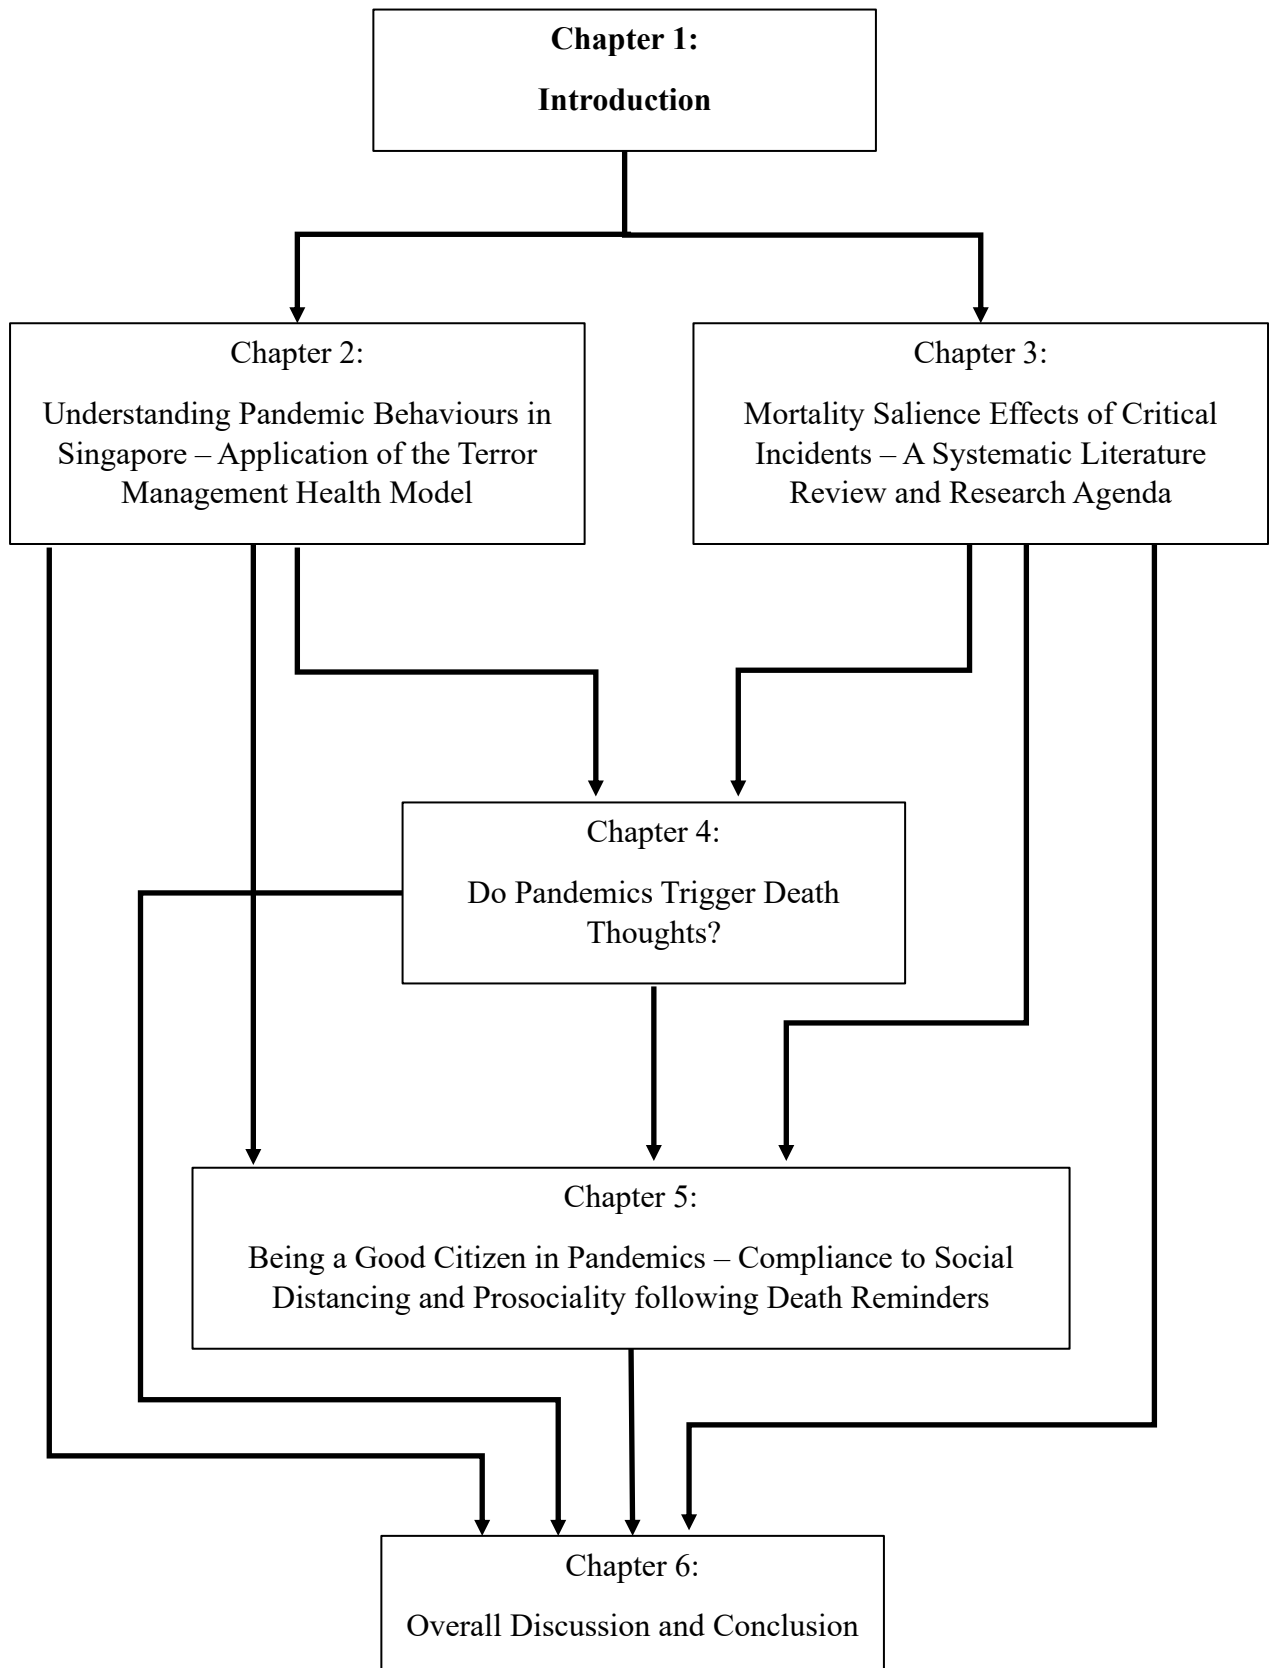 Chapter 1:
Introduction
Chapter 2:
Understanding Pandemic Behaviours in
Singapore – Application of the Terror
Management Health Model
Chapter 3:
Mortality Salience Effects of Critical
Incidents – A Systematic Literature
Review and Research Agenda
Chapter 4:
Do Pandemics Trigger Death
Thoughts?
Chapter 5:
Being a Good Citizen in Pandemics – Compliance to Social
Distancing and Prosociality following Death Reminders
Chapter 6:
Overall Discussion and Conclusion